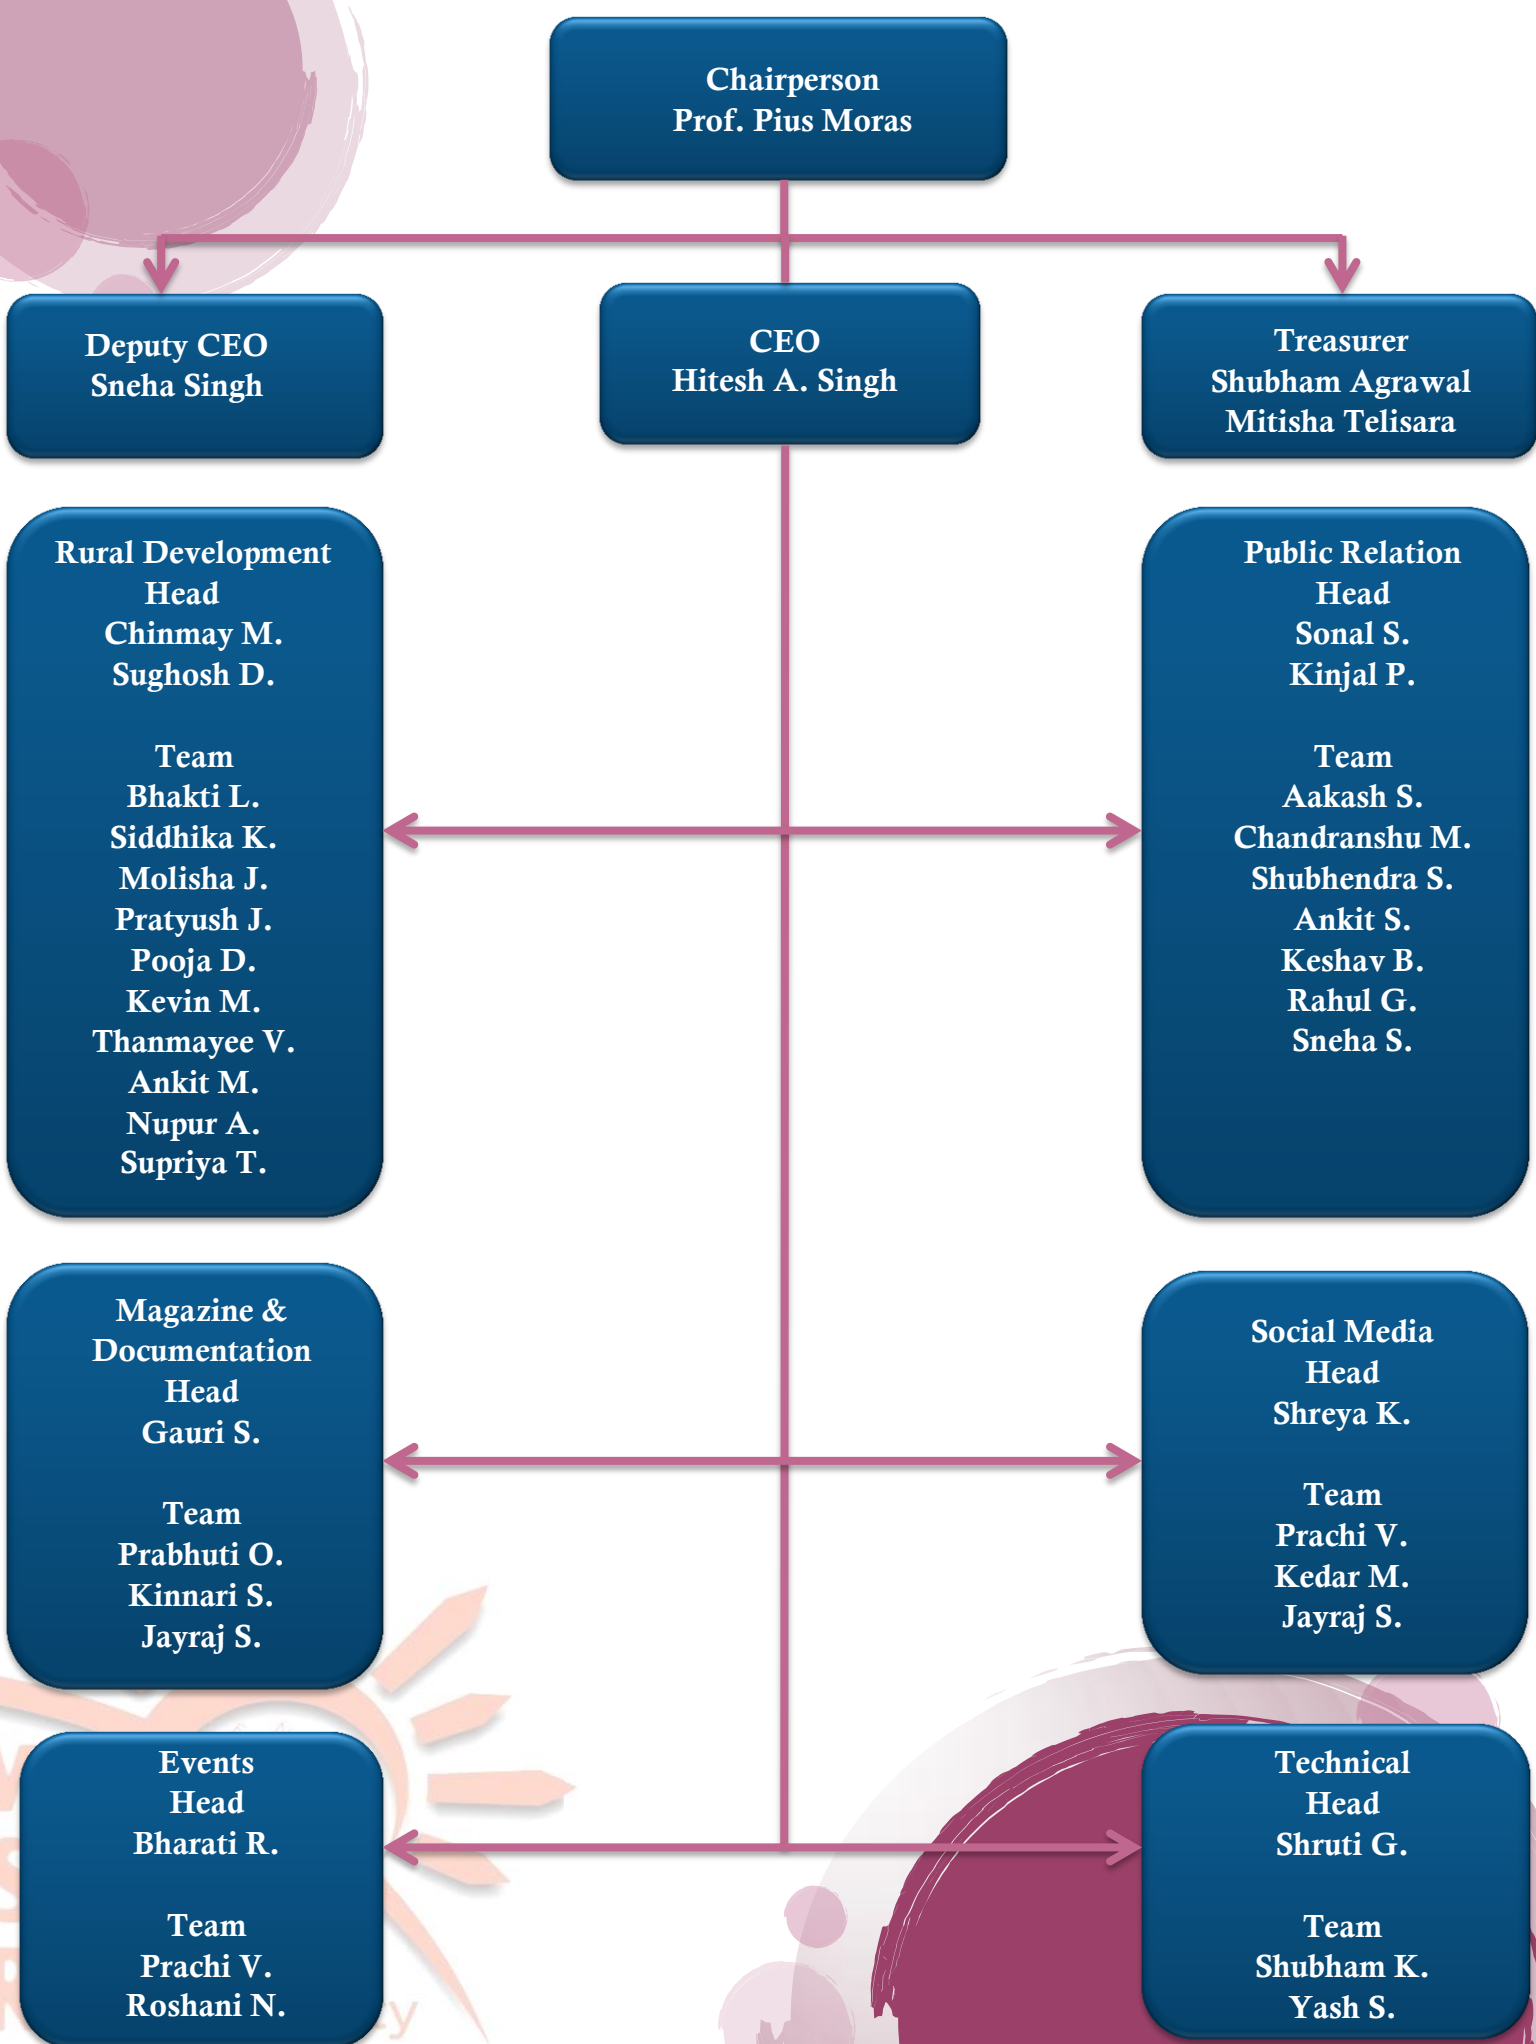 Chairperson
Prof. Pius Moras
Deputy CEO
Sneha Singh
CEO
Hitesh A. Singh
Treasurer
Shubham Agrawal
Mitisha Telisara
Rural Development
Head
Chinmay M.
Sughosh D.
Team
Bhakti L.
Siddhika K.
Molisha J.
Pratyush J.
Pooja D.
Kevin M.
Thanmayee V.
Ankit M.
Nupur A.
Supriya T.
Public Relation
Head
Sonal S.
Kinjal P.
Team
Aakash S.
Chandranshu M.
Shubhendra S.
Ankit S.
Keshav B.
Rahul G.
Sneha S.
Magazine &
Documentation
Head
Gauri S.
Team
Prabhuti O.
Kinnari S.
Jayraj S.
Social Media
Head
Shreya K.
Team
Prachi V.
Kedar M.
Jayraj S.
Events
Head
Bharati R.
Team
Prachi V.
Roshani N.
Technical
Head
Shruti G.
Team
Shubham K.
Yash S.